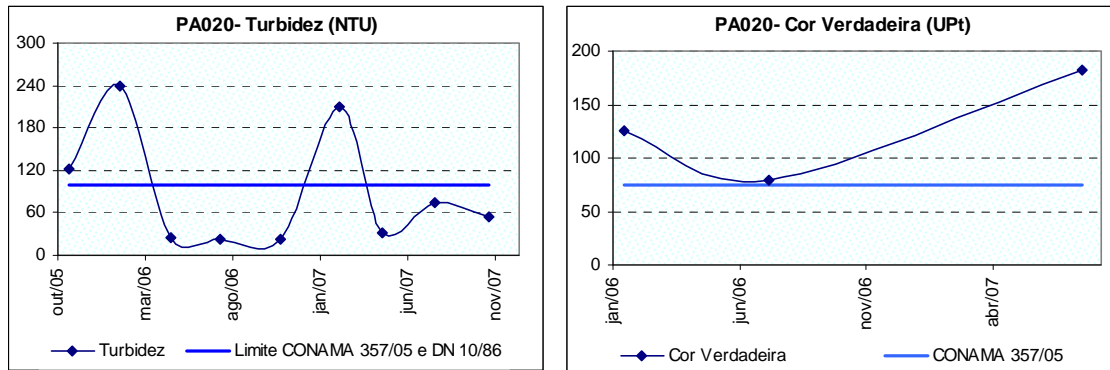 PA020- Turbidez (NTU)
300
240
180
120
60
0
out/05
mar/06
ago/06
jan/07
jun/07
nov/07
Turbidez
Limite CONAMA 357/05 e DN 10/86
PA020- Cor Verdadeira (UPt)
200
150
100
50
0
jan/06
jun/06
nov/06
abr/07
Cor Verdadeira
CONAMA 357/05